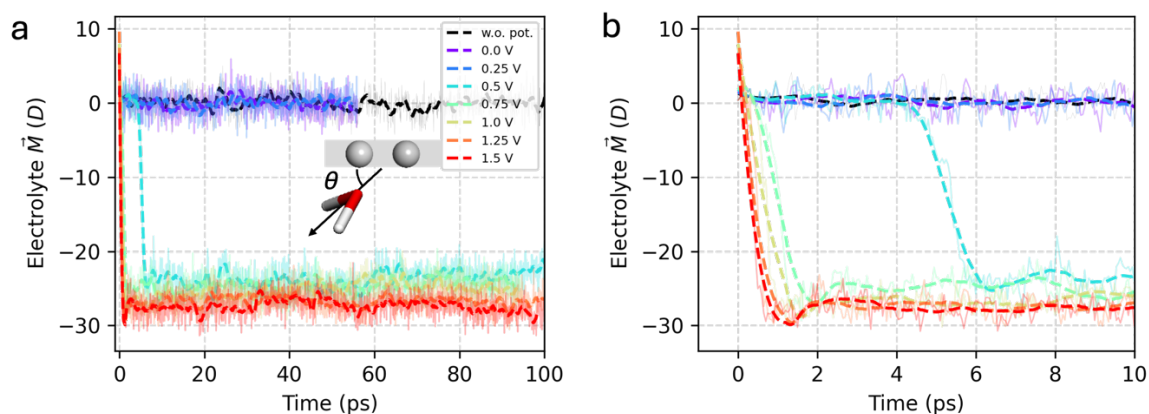 a
10
0
−10
−20
−30
Electrolyte M⃗ (D)
0
20
40
60
80
100
Time (ps)
w.o. pot.
0.0 V
0.25 V
0.5 V
0.75 V
1.0 V
1.25 V
1.5 V
θ
b
10
0
−10
−20
−30
Electrolyte M⃗ (D)
0
2
4
6
8
10
Time (ps)